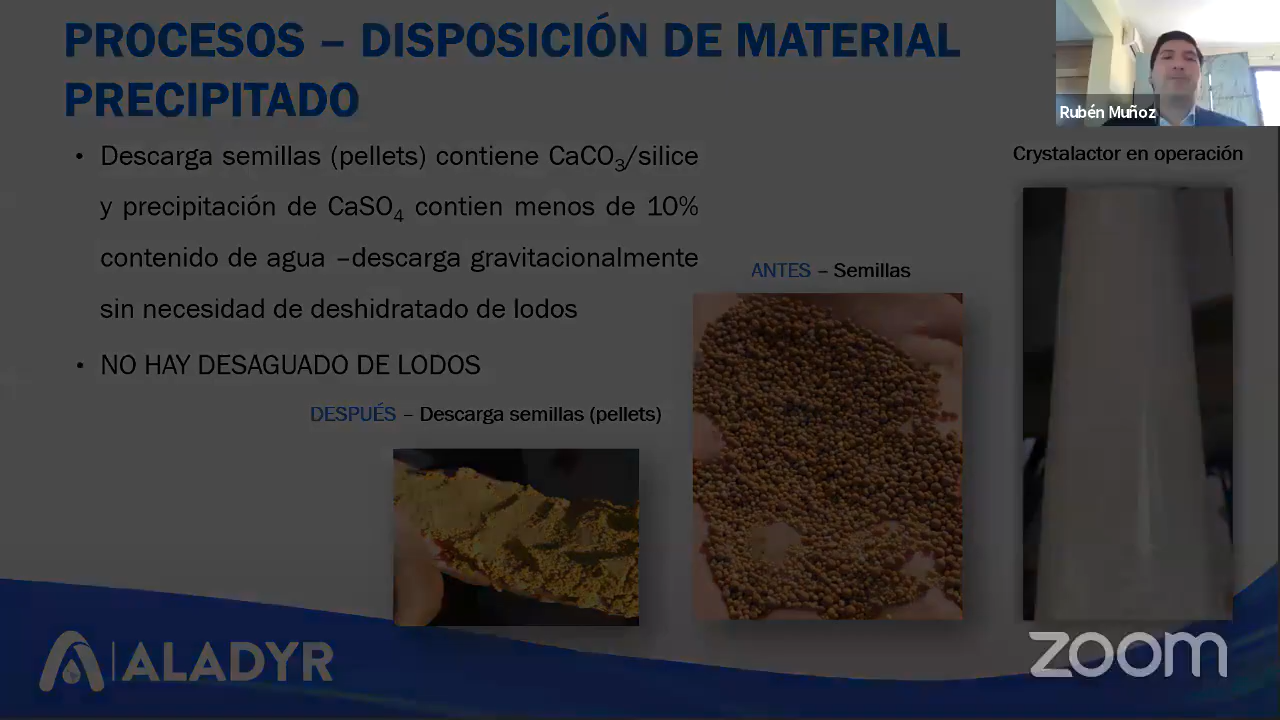 PROCESOS – DISPOSICIÓN DE MATERIAL
PRECIPITADO
Rubén Muñoz
• Descarga semillas (pellets) contiene CaCO₃/silice
y precipitación de CaSO₄ contien menos de 10%
contenido de agua –descarga gravitacionalmente
sin necesidad de deshidratado de lodos
• NO HAY DESAGUADO DE LODOS
Crystalactor en operación
ANTES – Semillas
DESPUÉS – Descarga semillas (pellets)
ALADYR
zoom